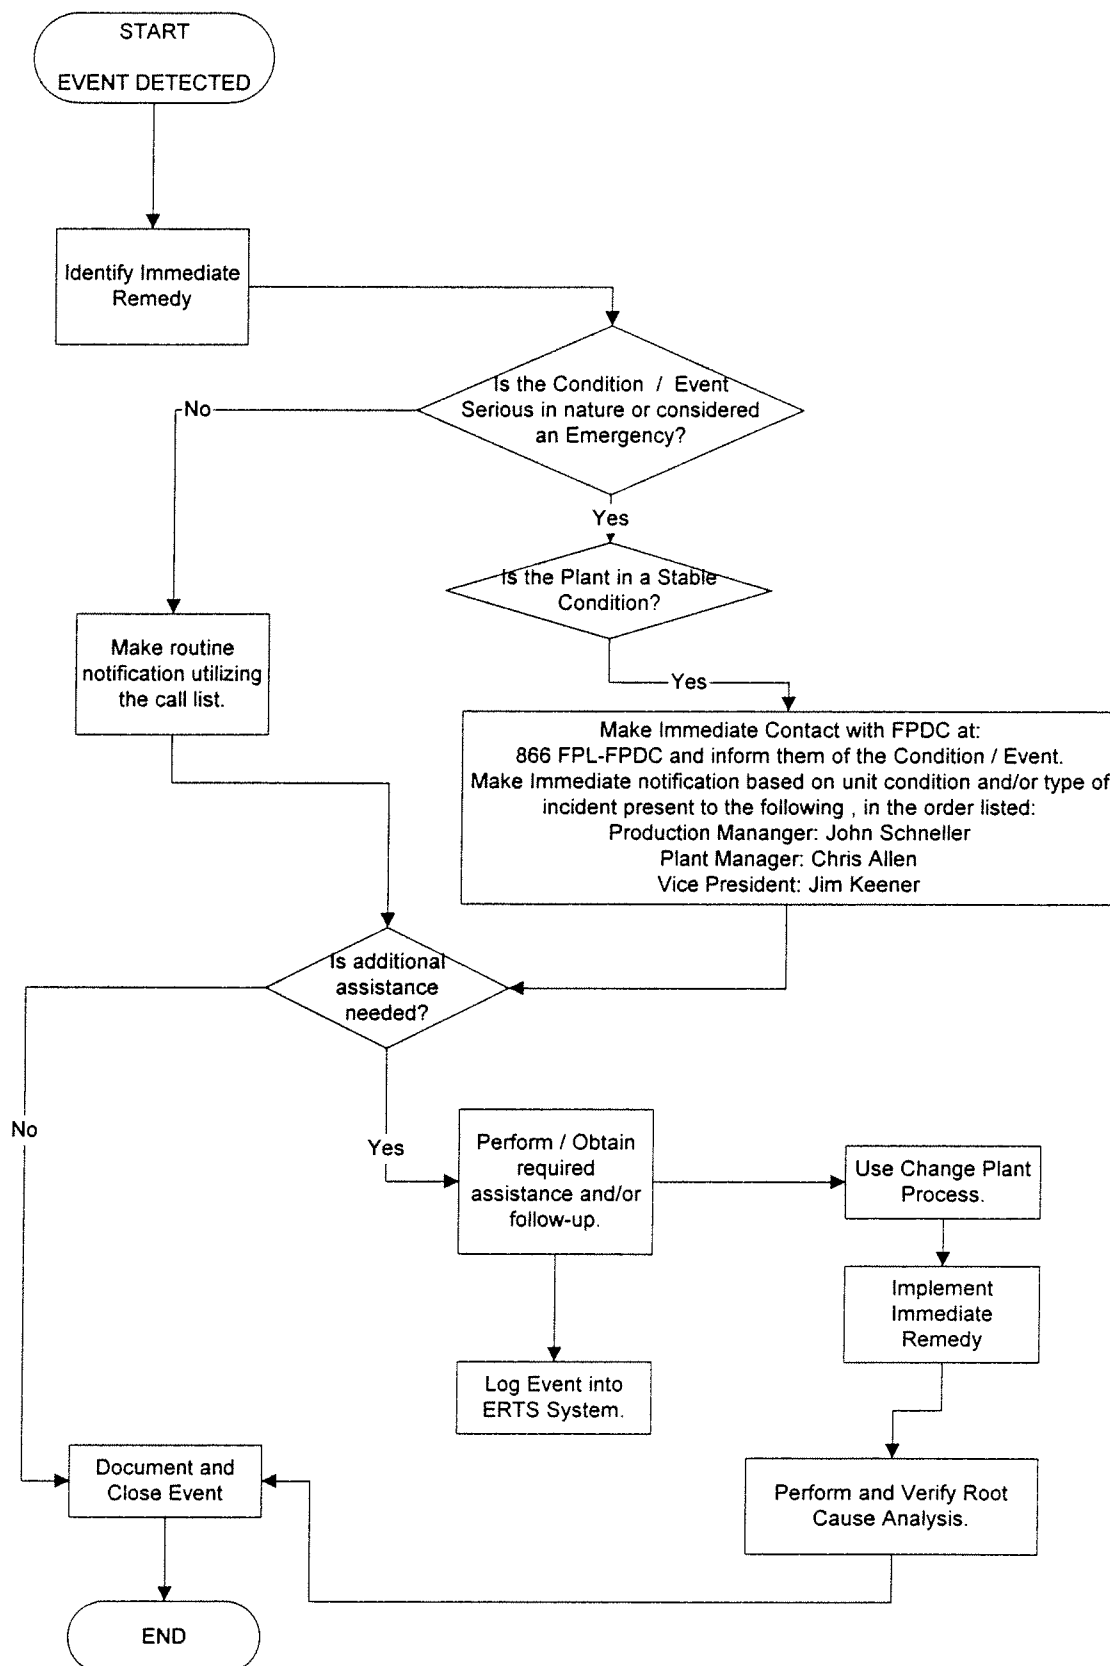 START
EVENT DETECTED
Identify Immediate
Remedy
Is the Condition / Event
Serious in nature or considered
an Emergency?
No
Yes
Is the Plant in a Stable
Condition?
Make routine
notification utilizing
the call list.
Yes
Make Immediate Contact with FPDC at:
866 FPL-FPDC and inform them of the Condition / Event.
Make Immediate notification based on unit condition and/or type of
incident present to the following , in the order listed:
Production Mananger: John Schneller
Plant Manager: Chris Allen
Vice President: Jim Keener
Is additional
assistance
needed?
No
Yes
Perform / Obtain
required
assistance and/or
follow-up.
Use Change Plant
Process.
Implement
Immediate
Remedy
Log Event into
ERTS System.
Document and
Close Event
Perform and Verify Root
Cause Analysis.
END